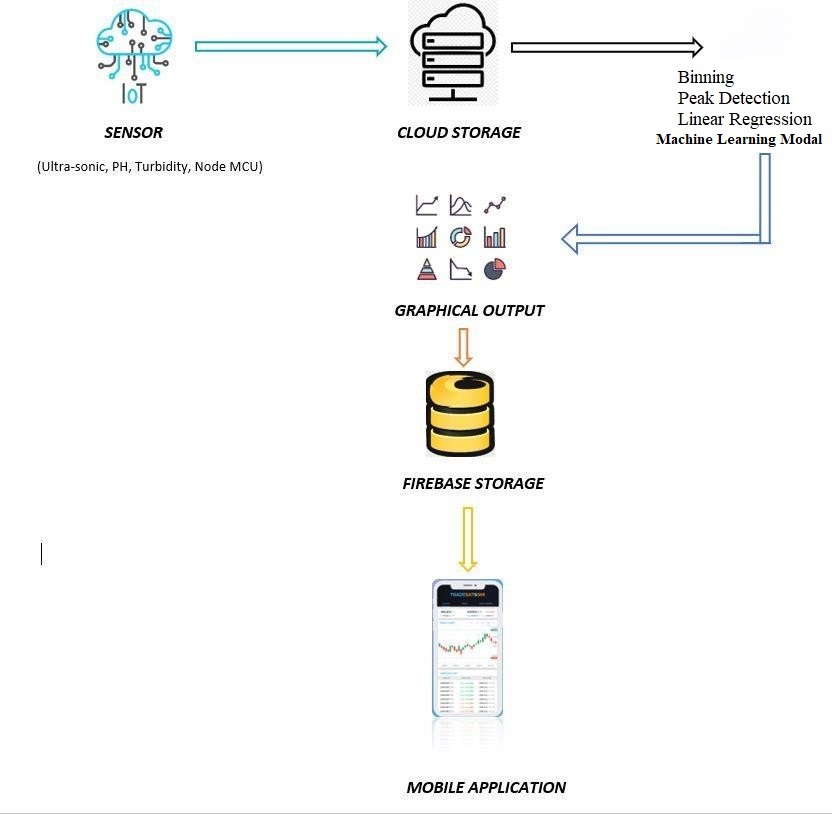 IoT
SENSOR
(Ultra-sonic, PH, Turbidity, Node MCU)
CLOUD STORAGE
Binning
Peak Detection
Linear Regression
Machine Learning Modal
GRAPHICAL OUTPUT
FIREBASE STORAGE
TRADESATOSHI
MOBILE APPLICATION